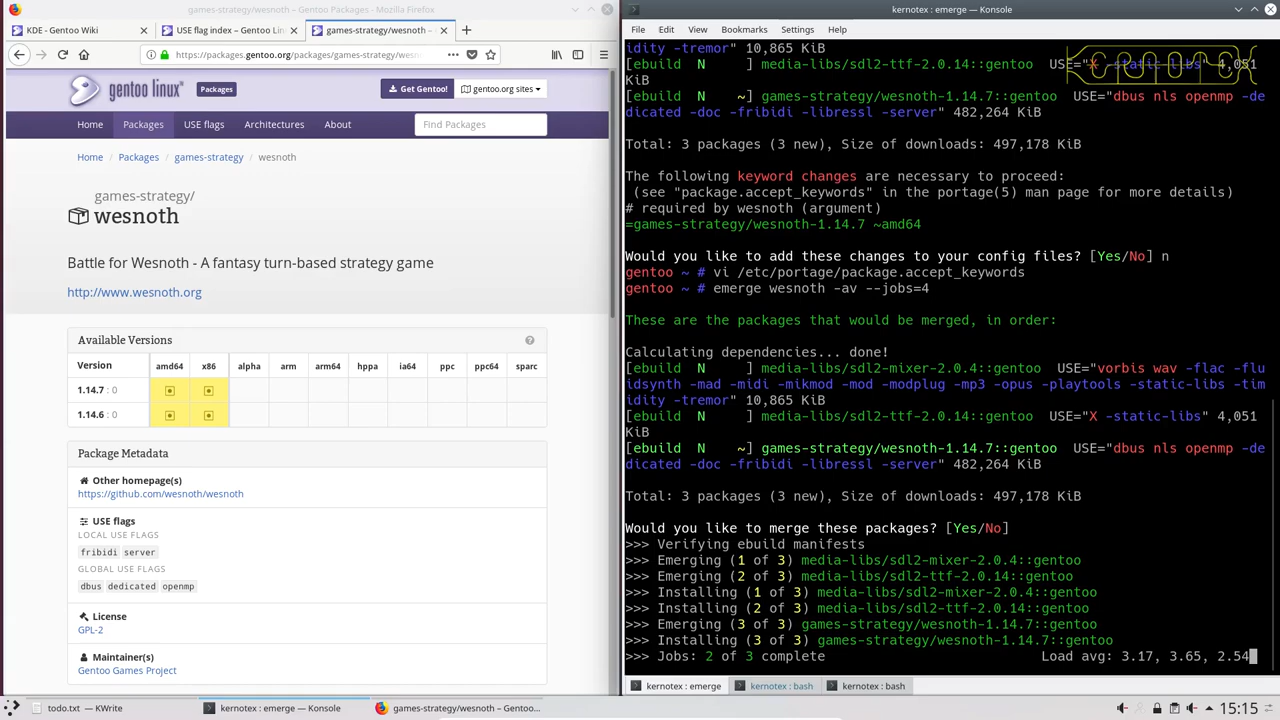 games-strategy/wesnoth – Gentoo Packages - Mozilla Firefox
KDE - Gentoo Wiki
USE flag index – Gentoo Lin
games-strategy/wesnoth –
https://packages.gentoo.org/packages/games-strategy/wesn
gentoo linux
Packages
Get Gentoo!
gentoo.org sites
Home
Packages
USE flags
Architectures
About
Find Packages
Home / Packages / games-strategy / wesnoth
games-strategy/
wesnoth
Battle for Wesnoth - A fantasy turn-based strategy game
http://www.wesnoth.org
Available Versions
Version amd64 x86 alpha arm arm64 hppa ia64 ppc ppc64 sparc
1.14.7 : 0
1.14.6 : 0
Package Metadata
Other homepage(s)
https://github.com/wesnoth/wesnoth
USE flags
LOCAL USE FLAGS
fribidi server
GLOBAL USE FLAGS
dbus dedicated openmp
License
GPL-2
Maintainer(s)
Gentoo Games Project
kernotex : emerge — Konsole
File Edit View Bookmarks Settings Help
idity -tremor" 10,865 KiB
[ebuild  N     ] media-libs/sdl2-ttf-2.0.14::gentoo  USE="X -static-libs" 4,051
KiB
[ebuild  N    ~] games-strategy/wesnoth-1.14.7::gentoo  USE="dbus nls openmp -de
dicated -doc -fribidi -libressl -server" 482,264 KiB
Total: 3 packages (3 new), Size of downloads: 497,178 KiB
The following keyword changes are necessary to proceed:
(see "package.accept_keywords" in the portage(5) man page for more details)
# required by wesnoth (argument)
=games-strategy/wesnoth-1.14.7 ~amd64
Would you like to add these changes to your config files? [Yes/No] n
gentoo ~ # vi /etc/portage/package.accept_keywords
gentoo ~ # emerge wesnoth -av --jobs=4
These are the packages that would be merged, in order:
Calculating dependencies... done!
[ebuild  N     ] media-libs/sdl2-mixer-2.0.4::gentoo  USE="vorbis wav -flac -flu
idsynth -mad -midi -mikmod -mod -modplug -mp3 -opus -playtools -static-libs -tim
idity -tremor" 10,865 KiB
[ebuild  N     ] media-libs/sdl2-ttf-2.0.14::gentoo  USE="X -static-libs" 4,051
KiB
[ebuild  N    ~] games-strategy/wesnoth-1.14.7::gentoo  USE="dbus nls openmp -de
dicated -doc -fribidi -libressl -server" 482,264 KiB
Total: 3 packages (3 new), Size of downloads: 497,178 KiB
Would you like to merge these packages? [Yes/No]
>>> Verifying ebuild manifests
>>> Emerging (1 of 3) media-libs/sdl2-mixer-2.0.4::gentoo
>>> Emerging (2 of 3) media-libs/sdl2-ttf-2.0.14::gentoo
>>> Installing (1 of 3) media-libs/sdl2-mixer-2.0.4::gentoo
>>> Installing (2 of 3) media-libs/sdl2-ttf-2.0.14::gentoo
>>> Emerging (3 of 3) games-strategy/wesnoth-1.14.7::gentoo
>>> Installing (3 of 3) games-strategy/wesnoth-1.14.7::gentoo
>>> Jobs: 2 of 3 complete Load avg: 3.17, 3.65, 2.54
kernotex : emerge
kernotex : bash
kernotex : bash
todo.txt — KWrite
kernotex : emerge — Konsole
games-strategy/wesnoth – Gentoo...
15:15